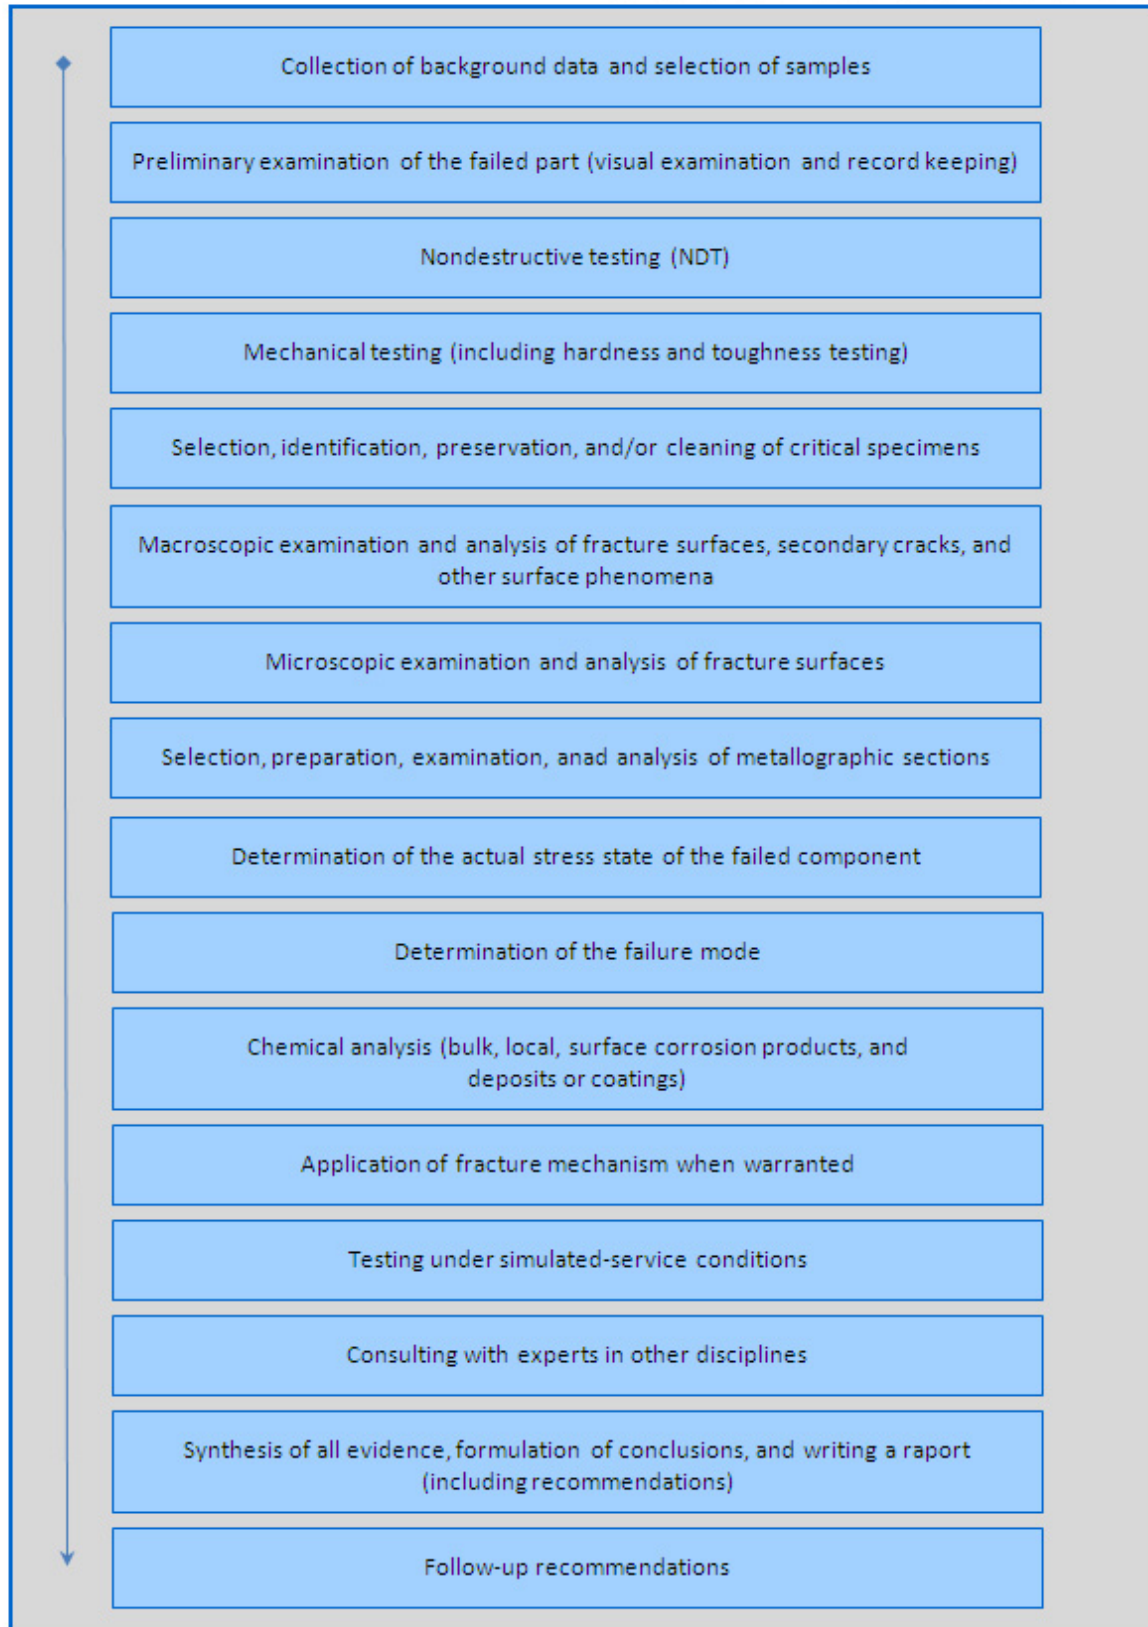 Collection of background data and selection of samples
Preliminary examination of the failed part (visual examination and record keeping)
Nondestructive testing (NDT)
Mechanical testing (including hardness and toughness testing)
Selection, identification, preservation, and/or cleaning of critical specimens
Macroscopic examination and analysis of fracture surfaces, secondary cracks, and
other surface phenomena
Microscopic examination and analysis of fracture surfaces
Selection, preparation, examination, anad analysis of metallographic sections
Determination of the actual stress state of the failed component
Determination of the failure mode
Chemical analysis (bulk, local, surface corrosion products, and
deposits or coatings)
Application of fracture mechanism when warranted
Testing under simulated-service conditions
Consulting with experts in other disciplines
Synthesis of all evidence, formulation of conclusions, and writing a raport
(including recommendations)
Follow-up recommendations